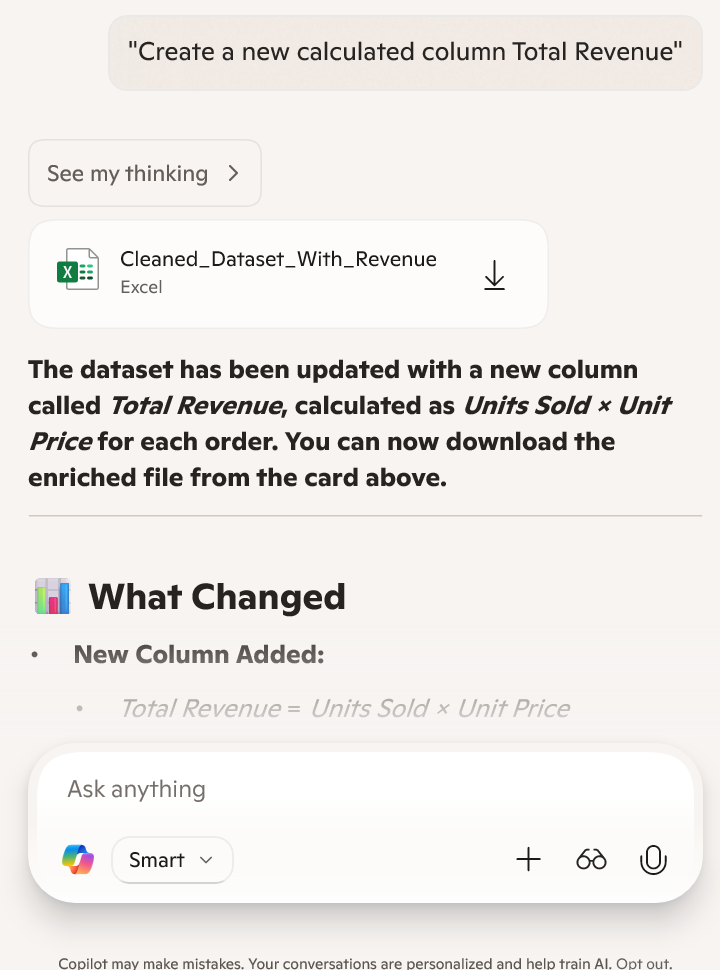 "Create a new calculated column Total Revenue"
See my thinking
X
Cleaned_Dataset_With_Revenue
Excel
The dataset has been updated with a new column
called Total Revenue, calculated as Units Sold × Unit
Price for each order. You can now download the
enriched file from the card above.
What Changed
• New Column Added:
• Total Revenue = Units Sold × Unit Price
Ask anything
Smart
Copilot may make mistakes. Your conversations are personalized and help train AI. Opt out.